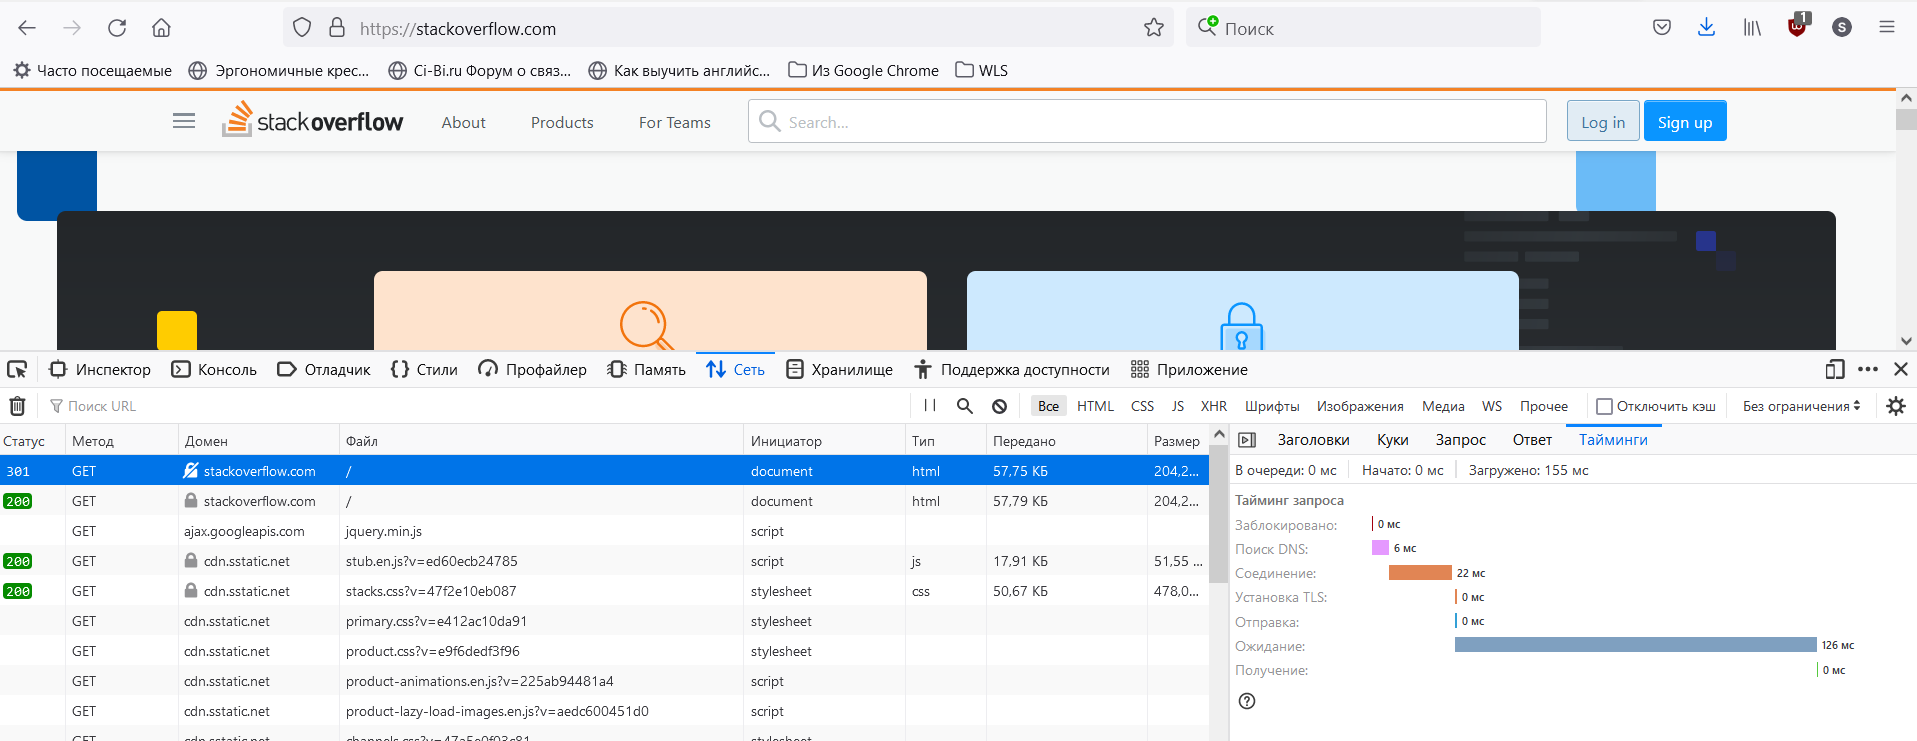 https://stackoverflow.com
Поиск
1
S
Часто посещаемые
Эргономичные крес...
Ci-Bi.ru Форум о связ...
Как выучить английс...
Из Google Chrome
WLS
stackoverflow
About
Products
For Teams
Search...
Log in
Sign up
Инспектор
Консоль
Отладчик
Стили
Профайлер
Память
Сеть
Хранилище
Поддержка доступности
Приложение
Поиск URL
Все
HTML
CSS
JS
XHR
Шрифты
Изображения
Медиа
WS
Прочее
Отключить кэш
Без ограничения
Статус Метод Домен Файл Инициатор Тип Передано Размер
301 GET stackoverflow.com / document html 57,75 КБ 204,2...
200 GET stackoverflow.com / document html 57,79 КБ 204,2...
GET ajax.googleapis.com jquery.min.js script
200 GET cdn.sstatic.net stub.en.js?v=ed60ecb24785 script js 17,91 КБ 51,55 ...
200 GET cdn.sstatic.net stacks.css?v=47f2e10eb087 stylesheet css 50,67 КБ 478,0...
GET cdn.sstatic.net primary.css?v=e412ac10da91 stylesheet
GET cdn.sstatic.net product.css?v=e9f6dedf3f96 stylesheet
GET cdn.sstatic.net product-animations.en.js?v=225ab94481a4 script
GET cdn.sstatic.net product-lazy-load-images.en.js?v=aedc600451d0 script
GET cdn.sstatic.net channels.css?v=47a5e0f03c81 stylesheet
Заголовки
Куки
Запрос
Ответ
Тайминги
В очереди: 0 мс
Начато: 0 мс
Загружено: 155 мс
Тайминг запроса
Заблокировано: 0 мс
Поиск DNS: 6 мс
Соединение: 22 мс
Установка TLS: 0 мс
Отправка: 0 мс
Ожидание: 126 мс
Получение: 0 мс